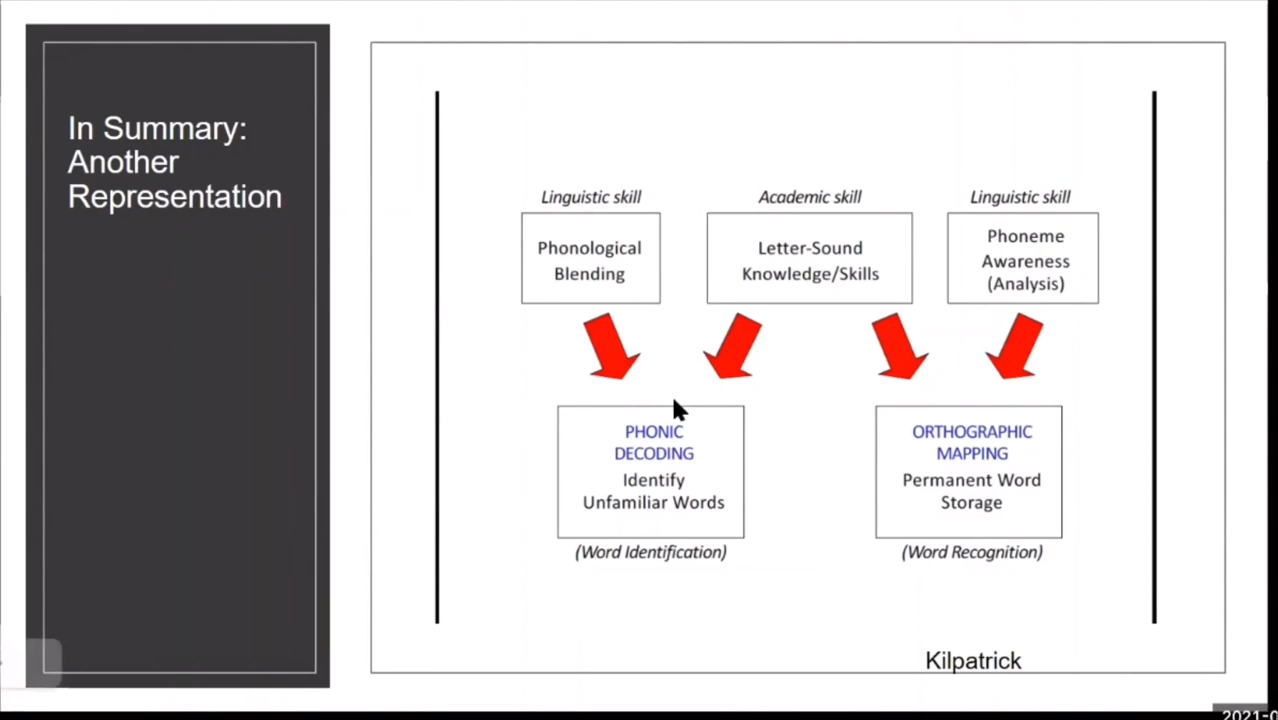 In Summary:
Another
Representation
Linguistic skill
Academic skill
Linguistic skill
Phonological
Blending
Letter-Sound
Knowledge/Skills
Phoneme
Awareness
(Analysis)
PHONIC
DECODING
Identify
Unfamiliar Words
(Word Identification)
ORTHOGRAPHIC
MAPPING
Permanent Word
Storage
(Word Recognition)
Kilpatrick